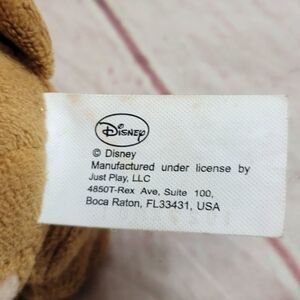 Disney
© Disney
Manufactured under license by
Just Play, LLC
4850T-Rex Ave, Suite 100,
Boca Raton, FL33431, USA